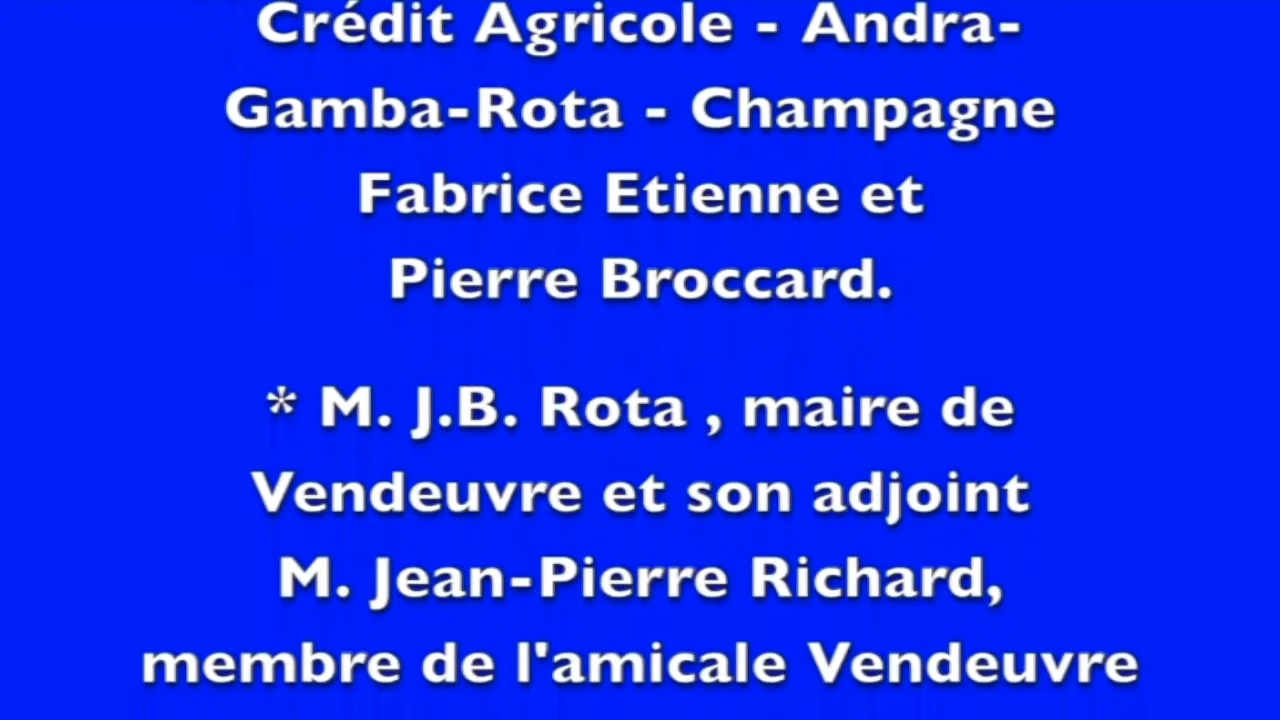 Crédit Agricole - Andra-
Gamba-Rota - Champagne
Fabrice Etienne et
Pierre Broccard.
* M. J.B. Rota , maire de
Vendeuvre et son adjoint
M. Jean-Pierre Richard,
membre de l'amicale Vendeuvre